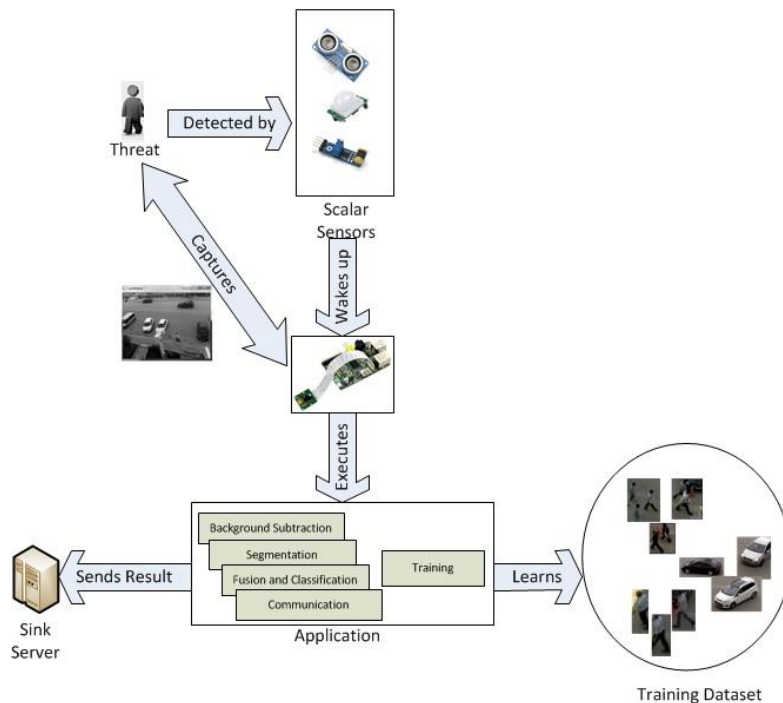 Threat
Detected by
Scalar
Sensors
Captures
Wakes up
Executes
Background Subtraction
Segmentation
Fusion and Classification
Communication
Training
Application
Sends Result
Sink
Server
Learns
Training Dataset